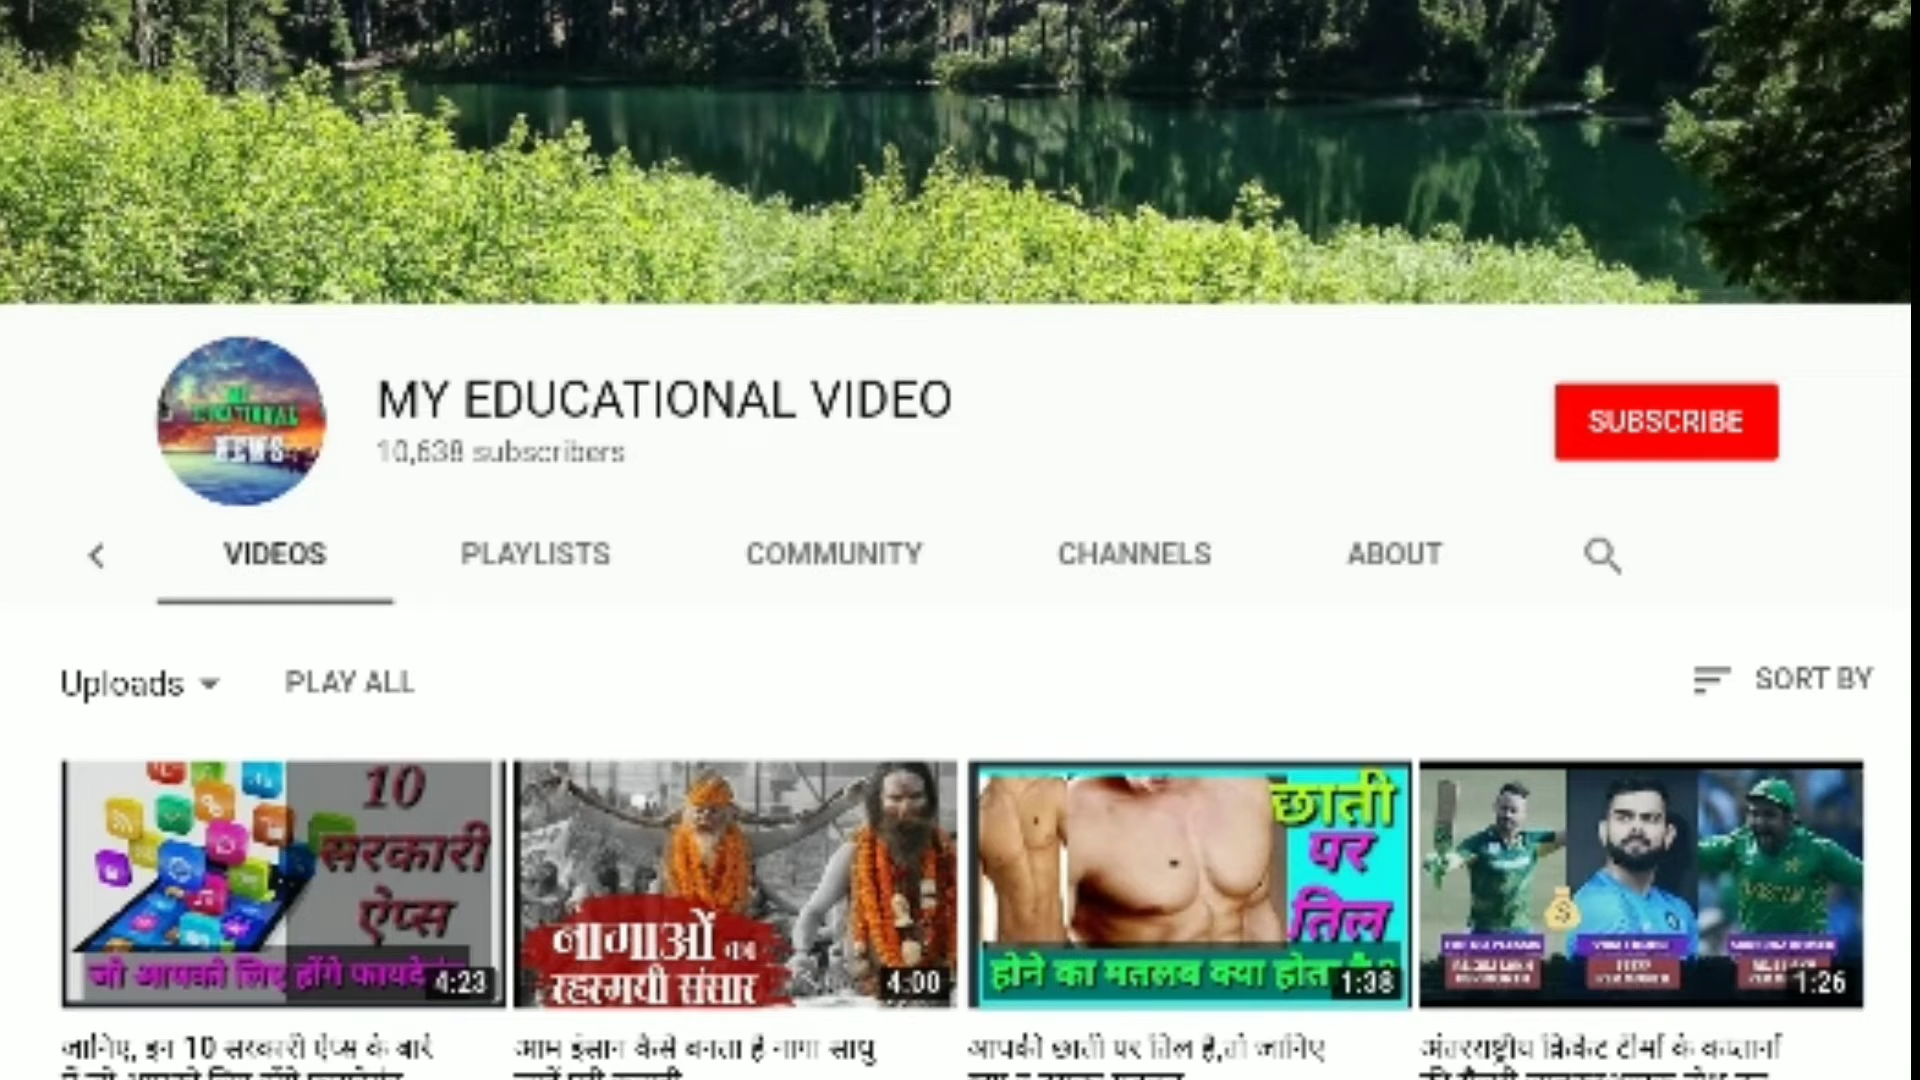 MY EDUCATIONAL VIDEO
10,638 subscribers
SUBSCRIBE
VIDEOS
PLAYLISTS
COMMUNITY
CHANNELS
ABOUT
Uploads
PLAY ALL
SORT BY
10
सरकारी
ऐप्स
जो आपको लिए होंगे फायदे
4:23
नागाओं का
रहस्मयी संसार
4:00
छाती
पर
तिल
होने का मतलब क्या होता है
1:38
1:26
जानिए, इन 10 सरकारी ऐप्स के बारे
आम इंसान कैसे बनता है नागा साधु
आपकी छाती पर तिल है,तो जानिए
अंतरराष्ट्रीय क्रिकेट टीमों के कप्तानों